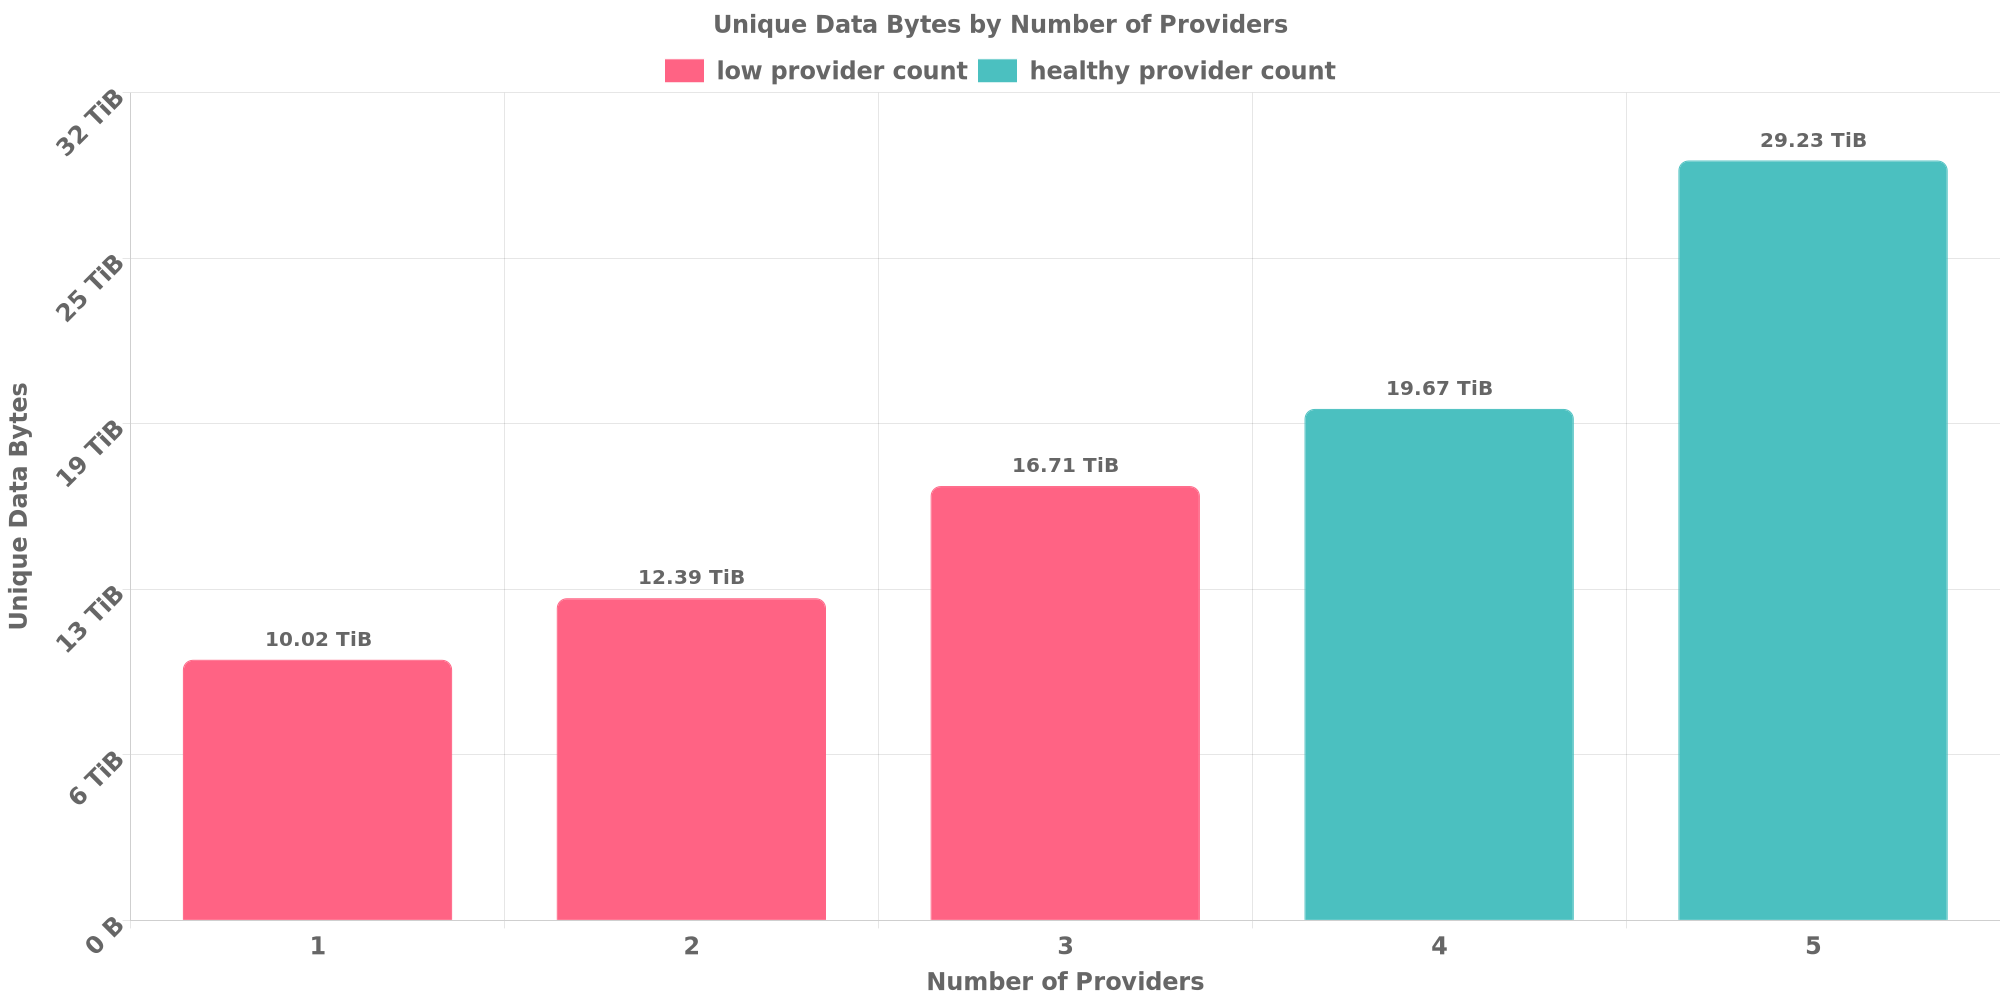 Unique Data Bytes by Number of Providers
low provider count healthy provider count
32 TiB
25 TiB
19 TiB
13 TiB
6 TiB
0 B
Unique Data Bytes
10.02 TiB
12.39 TiB
16.71 TiB
19.67 TiB
29.23 TiB
1 2 3 4 5
Number of Providers